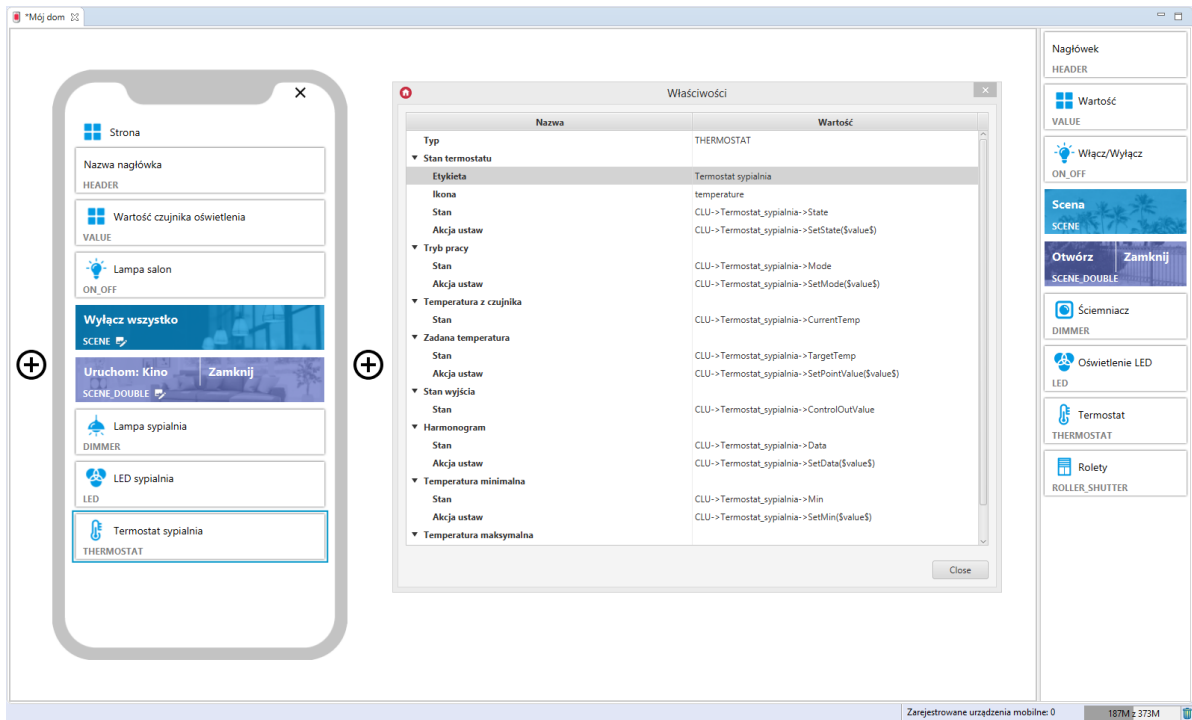 *Mój dom
Strona
Nazwa nagłówka
HEADER
Wartość czujnika oświetlenia
VALUE
Lampa salon
ON_OFF
Wyłącz wszystko
SCENE
Uruchom: Kino Zamknij
SCENE_DOUBLE
Lampa sypialnia
DIMMER
LED sypialnia
LED
Termostat sypialnia
THERMOSTAT
Właściwości
Nazwa Wartość
Typ THERMOSTAT
Stan termostatu
Etykieta Termostat sypialnia
Ikona temperature
Stan CLU->Termostat_sypialnia->State
Akcja ustaw CLU->Termostat_sypialnia->SetState($value$)
Tryb pracy
Stan CLU->Termostat_sypialnia->Mode
Akcja ustaw CLU->Termostat_sypialnia->SetMode($value$)
Temperatura z czujnika
Stan CLU->Termostat_sypialnia->CurrentTemp
Zadana temperatura
Stan CLU->Termostat_sypialnia->TargetTemp
Akcja ustaw CLU->Termostat_sypialnia->SetPointValue($value$)
Stan wyjścia
Stan CLU->Termostat_sypialnia->ControlOutValue
Harmonogram
Stan CLU->Termostat_sypialnia->Data
Akcja ustaw CLU->Termostat_sypialnia->SetData($value$)
Temperatura minimalna
Stan CLU->Termostat_sypialnia->Min
Akcja ustaw CLU->Termostat_sypialnia->SetMin($value$)
Temperatura maksymalna
Close
Nagłówek
HEADER
Wartość
VALUE
Włącz/Wyłącz
ON_OFF
Scena
SCENE
Otwórz Zamknij
SCENE_DOUBLE
Ściemniacz
DIMMER
Oświetlenie LED
LED
Termostat
THERMOSTAT
Rolety
ROLLER_SHUTTER
Zarejestrowane urządzenia mobilne: 0 187M z 373M